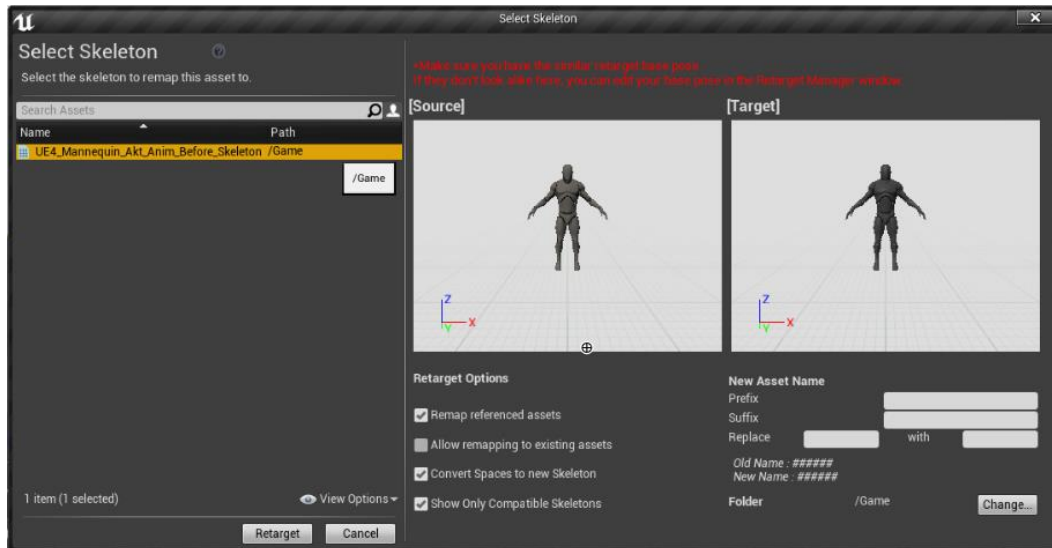 Select Skeleton
Select Skeleton
Select the skeleton to remap this asset to.
Search Assets
Name Path
UE4_Mannequin_Akt_Anim_Before_Skeleton /Game
/Game
1 item (1 selected) View Options
Retarget Cancel
*Make sure you have the similar retarget base pose.
If they don't look alike here, you can edit your base pose in the Retarget Manager window.
[Source] [Target]
Z
X
Y
Z
X
Y
Retarget Options
Remap referenced assets
Allow remapping to existing assets
Convert Spaces to new Skeleton
Show Only Compatible Skeletons
New Asset Name
Prefix
Suffix
Replace with
Old Name : ######
New Name : ######
Folder /Game Change...